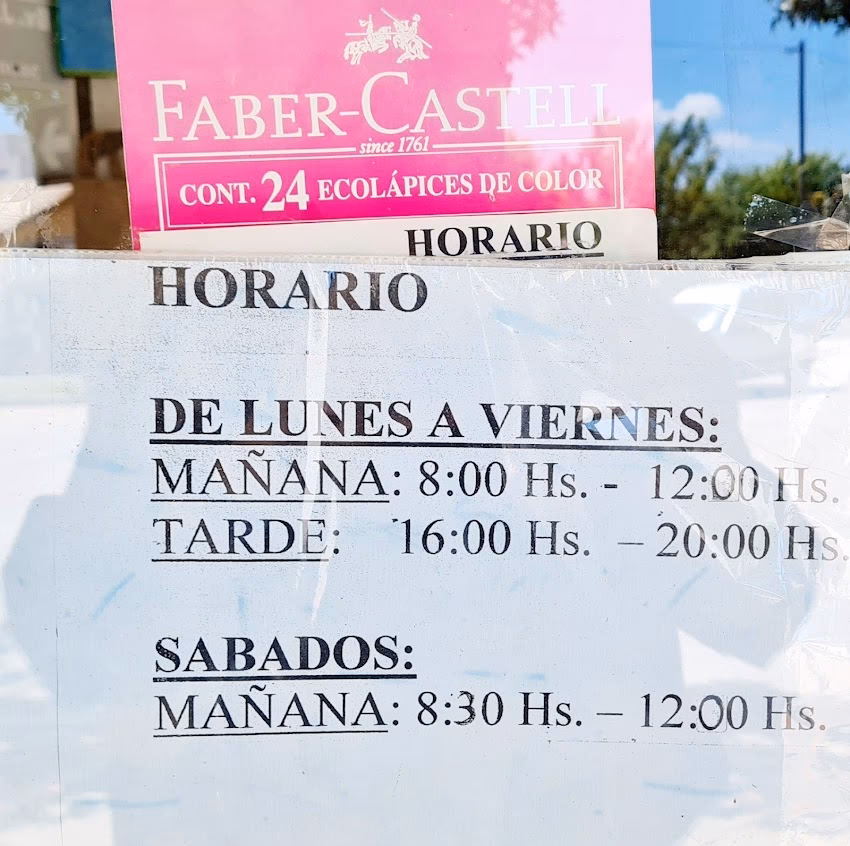 FABER-CASTELL
since 1761
CONT. 24 ECOLÁPICES DE COLOR
HORARIO
HORARIO
DE LUNES A VIERNES:
MAÑANA: 8:00 Hs. - 12:00 Hs.
TARDE: 16:00 Hs. – 20:00 Hs.
SABADOS:
MAÑANA: 8:30 Hs. – 12:00 Hs.